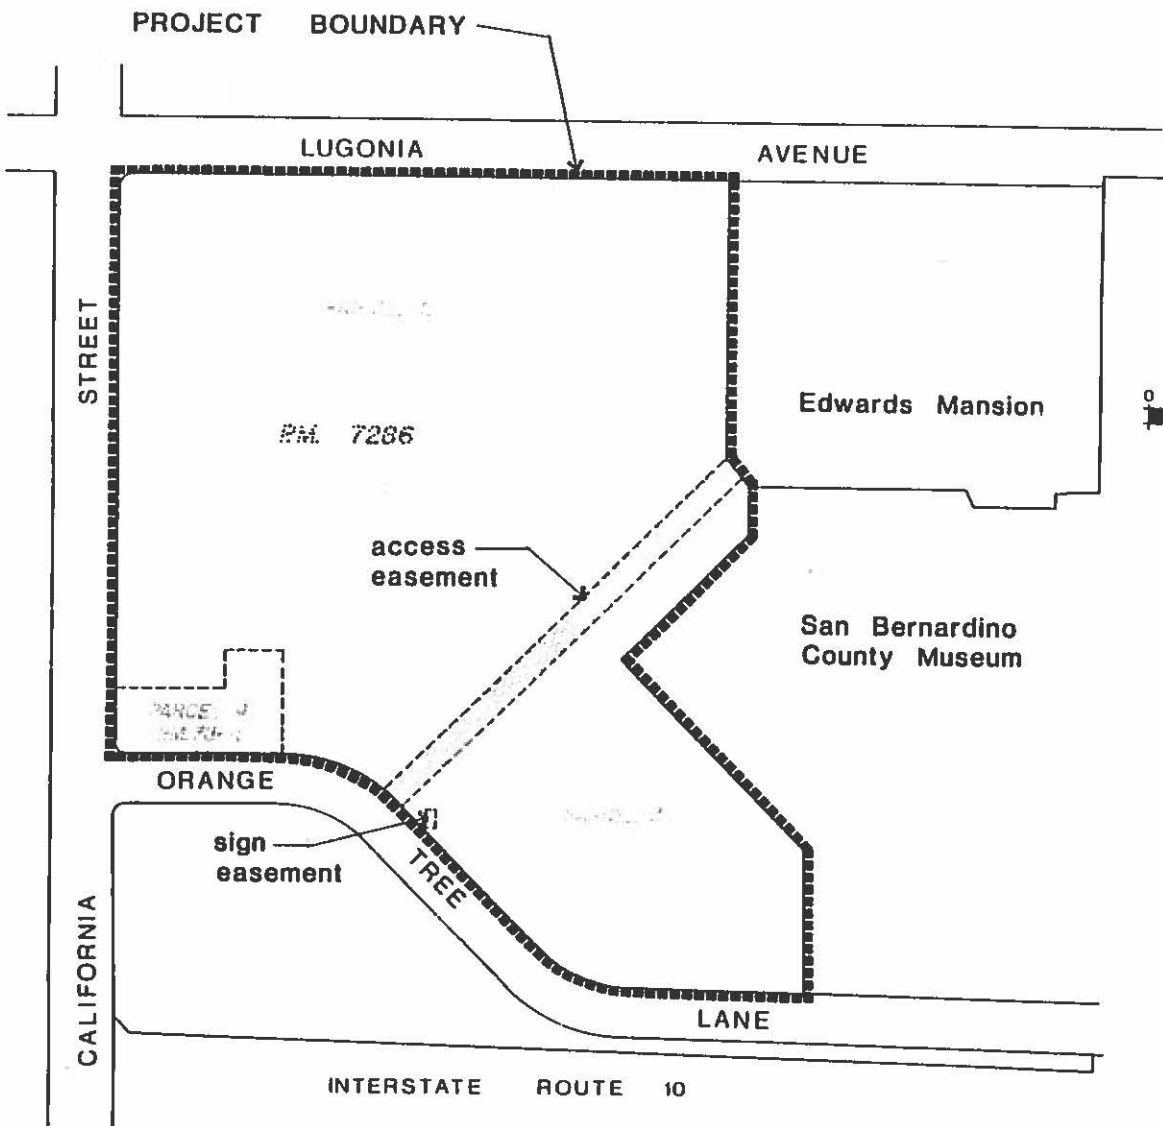 PROJECT BOUNDARY
LUGONIA AVENUE
STREET
Edwards Mansion
P.M. 7286
access
easement
San Bernardino
County Museum
PARCEL
ORANGE
sign
easement
TREE
CALIFORNIA
LANE
INTERSTATE ROUTE 10